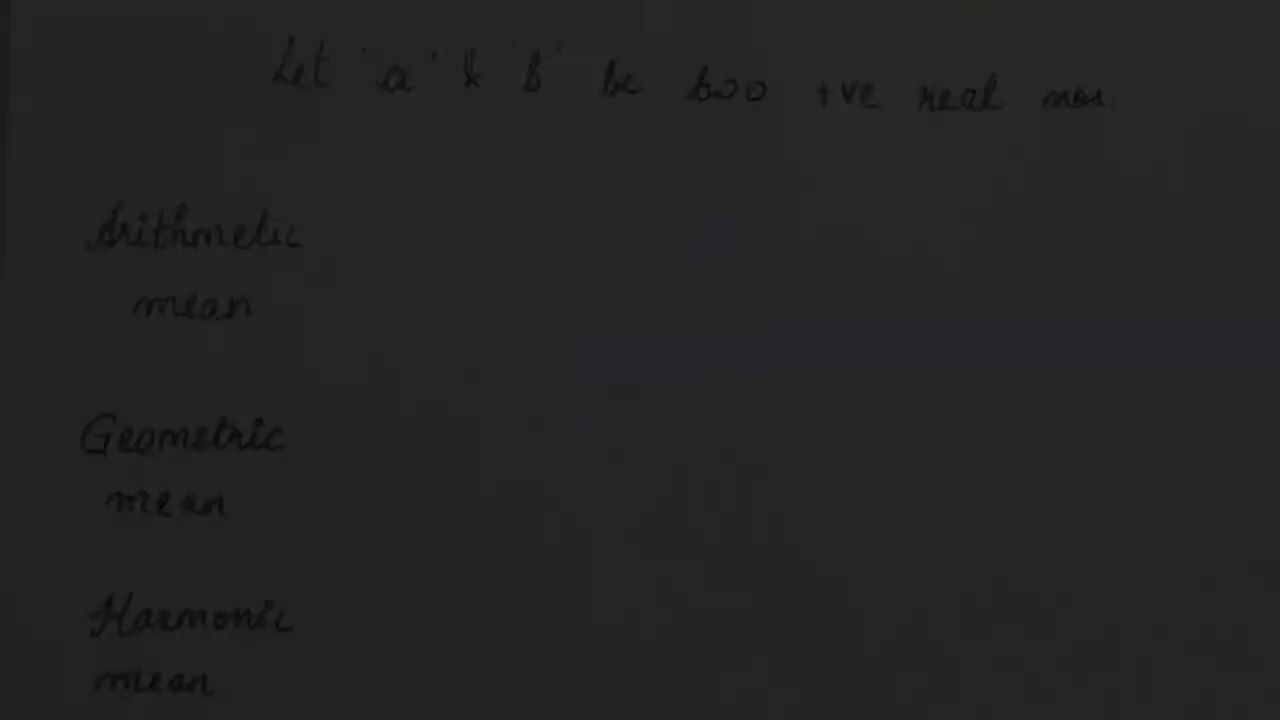 Let 'a' & 'b' be two +ve real nos.
Arithmetic
mean
Geometric
mean
Harmonic
mean